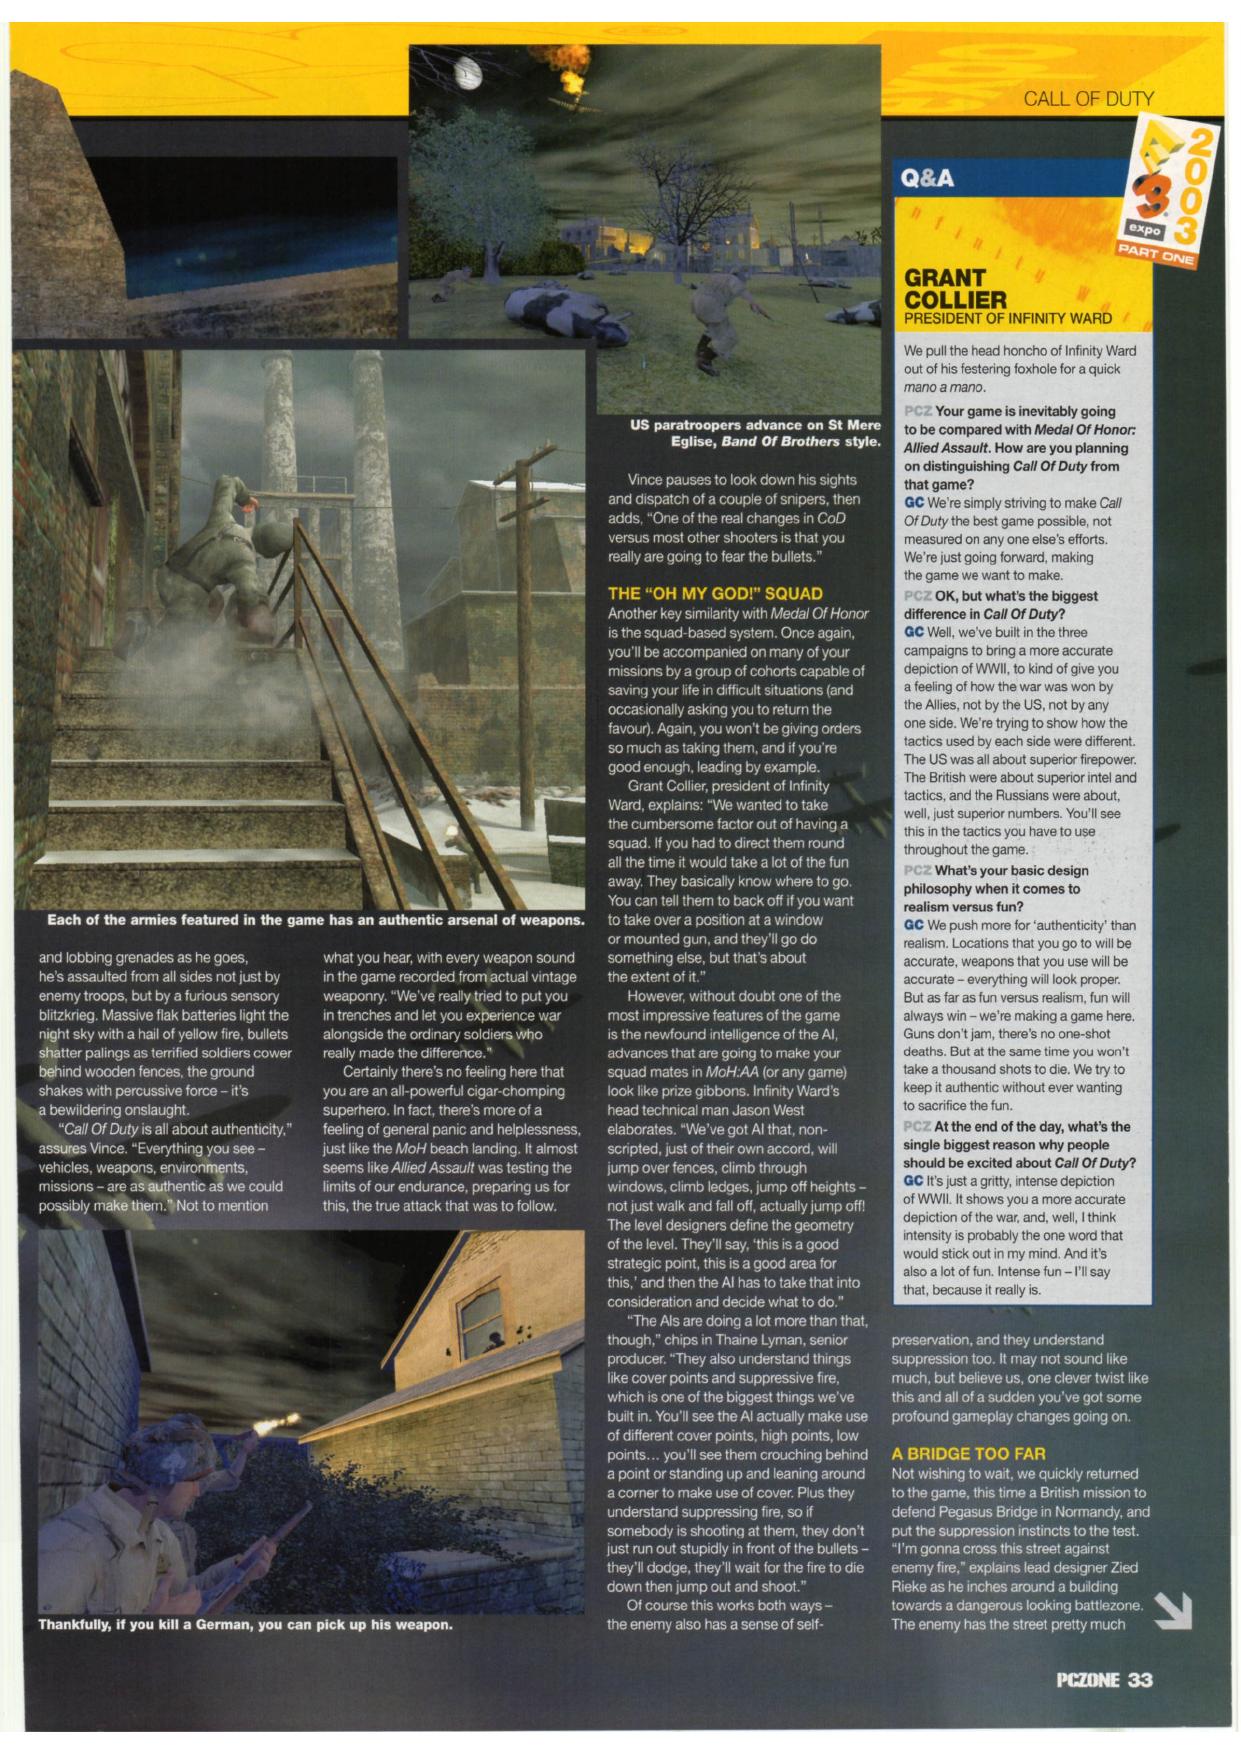 CALL OF DUTY
E3
expo
2003
PART ONE
US paratroopers advance on St Mere
Eglise, Band Of Brothers style.
Each of the armies featured in the game has an authentic arsenal of weapons.
and lobbing grenades as he goes,
he's assaulted from all sides not just by
enemy troops, but by a furious sensory
blitzkrieg. Massive flak batteries light the
night sky with a hail of yellow fire, bullets
shatter palings as terrified soldiers cower
behind wooden fences, the ground
shakes with percussive force – it's
a bewildering onslaught.
"Call Of Duty is all about authenticity,"
assures Vince. "Everything you see –
vehicles, weapons, environments,
missions – are as authentic as we could
possibly make them." Not to mention
what you hear, with every weapon sound
in the game recorded from actual vintage
weaponry. "We've really tried to put you
in trenches and let you experience war
alongside the ordinary soldiers who
really made the difference."
Certainly there's no feeling here that
you are an all-powerful cigar-chomping
superhero. In fact, there's more of a
feeling of general panic and helplessness,
just like the MoH beach landing. It almost
seems like Allied Assault was testing the
limits of our endurance, preparing us for
this, the true attack that was to follow.
Thankfully, if you kill a German, you can pick up his weapon.
Vince pauses to look down his sights
and dispatch of a couple of snipers, then
adds, "One of the real changes in CoD
versus most other shooters is that you
really are going to fear the bullets."
THE "OH MY GOD!" SQUAD
Another key similarity with Medal Of Honor
is the squad-based system. Once again,
you'll be accompanied on many of your
missions by a group of cohorts capable of
saving your life in difficult situations (and
occasionally asking you to return the
favour). Again, you won't be giving orders
so much as taking them, and if you're
good enough, leading by example.
Grant Collier, president of Infinity
Ward, explains: "We wanted to take
the cumbersome factor out of having a
squad. If you had to direct them round
all the time it would take a lot of the fun
away. They basically know where to go.
You can tell them to back off if you want
to take over a position at a window
or mounted gun, and they'll go do
something else, but that's about
the extent of it."
However, without doubt one of the
most impressive features of the game
is the newfound intelligence of the AI,
advances that are going to make your
squad mates in MoH:AA (or any game)
look like prize gibbons. Infinity Ward's
head technical man Jason West
elaborates. "We've got AI that, non-
scripted, just of their own accord, will
jump over fences, climb through
windows, climb ledges, jump off heights –
not just walk and fall off, actually jump off!
The level designers define the geometry
of the level. They'll say, 'this is a good
strategic point, this is a good area for
this,' and then the AI has to take that into
consideration and decide what to do."
"The AIs are doing a lot more than that,
though," chips in Thaine Lyman, senior
producer. "They also understand things
like cover points and suppressive fire,
which is one of the biggest things we've
built in. You'll see the AI actually make use
of different cover points, high points, low
points... you'll see them crouching behind
a point or standing up and leaning around
a corner to make use of cover. Plus they
understand suppressing fire, so if
somebody is shooting at them, they don't
just run out stupidly in front of the bullets –
they'll dodge, they'll wait for the fire to die
down then jump out and shoot."
Of course this works both ways –
the enemy also has a sense of self-
Q&A
GRANT
COLLIER
PRESIDENT OF INFINITY WARD
We pull the head honcho of Infinity Ward
out of his festering foxhole for a quick
mano a mano.
PCZ Your game is inevitably going
to be compared with Medal Of Honor:
Allied Assault. How are you planning
on distinguishing Call Of Duty from
that game?
GC We're simply striving to make Call
Of Duty the best game possible, not
measured on any one else's efforts.
We're just going forward, making
the game we want to make.
PCZ OK, but what's the biggest
difference in Call Of Duty?
GC Well, we've built in the three
campaigns to bring a more accurate
depiction of WWII, to kind of give you
a feeling of how the war was won by
the Allies, not by the US, not by any
one side. We're trying to show how the
tactics used by each side were different.
The US was all about superior firepower.
The British were about superior intel and
tactics, and the Russians were about,
well, just superior numbers. You'll see
this in the tactics you have to use
throughout the game.
PCZ What's your basic design
philosophy when it comes to
realism versus fun?
GC We push more for 'authenticity' than
realism. Locations that you go to will be
accurate, weapons that you use will be
accurate – everything will look proper.
But as far as fun versus realism, fun will
always win – we're making a game here.
Guns don't jam, there's no one-shot
deaths. But at the same time you won't
take a thousand shots to die. We try to
keep it authentic without ever wanting
to sacrifice the fun.
PCZ At the end of the day, what's the
single biggest reason why people
should be excited about Call Of Duty?
GC It's just a gritty, intense depiction
of WWII. It shows you a more accurate
depiction of the war, and, well, I think
intensity is probably the one word that
would stick out in my mind. And it's
also a lot of fun. Intense fun – I'll say
that, because it really is.
preservation, and they understand
suppression too. It may not sound like
much, but believe us, one clever twist like
this and all of a sudden you've got some
profound gameplay changes going on.
A BRIDGE TOO FAR
Not wishing to wait, we quickly returned
to the game, this time a British mission to
defend Pegasus Bridge in Normandy, and
put the suppression instincts to the test.
"I'm gonna cross this street against
enemy fire," explains lead designer Zied
Rieke as he inches around a building
towards a dangerous looking battlezone.
The enemy has the street pretty much
PCZONE 33